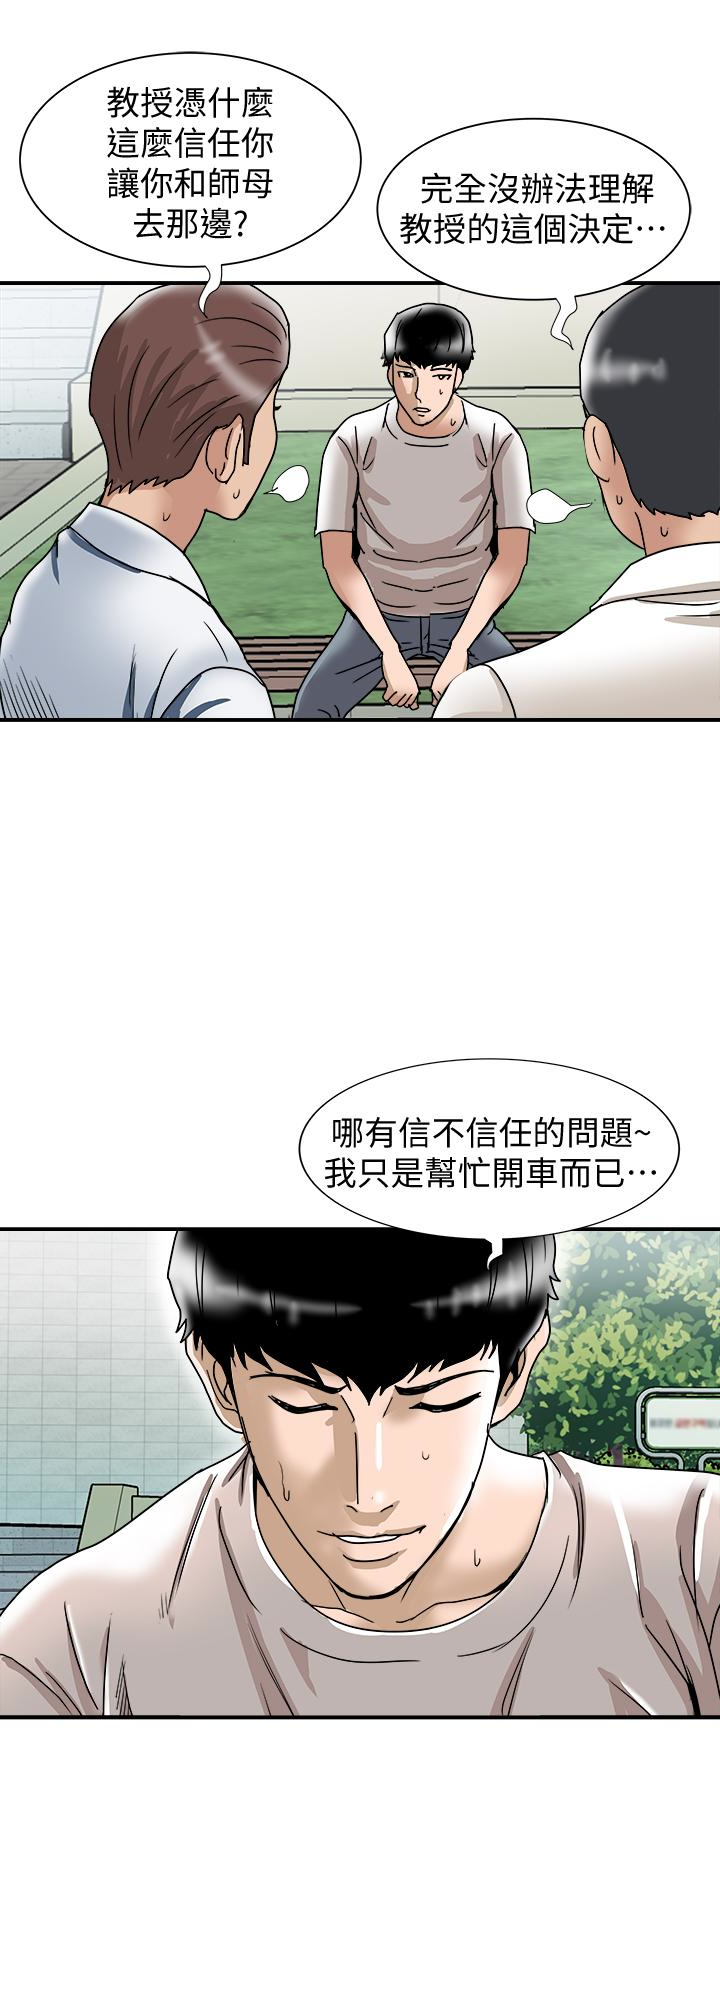 教授憑什麼
這麼信任你
讓你和師母
去那邊?
完全沒辦法理解
教授的這個決定⋯
哪有信不信任的問題~
我只是幫忙開車而已⋯